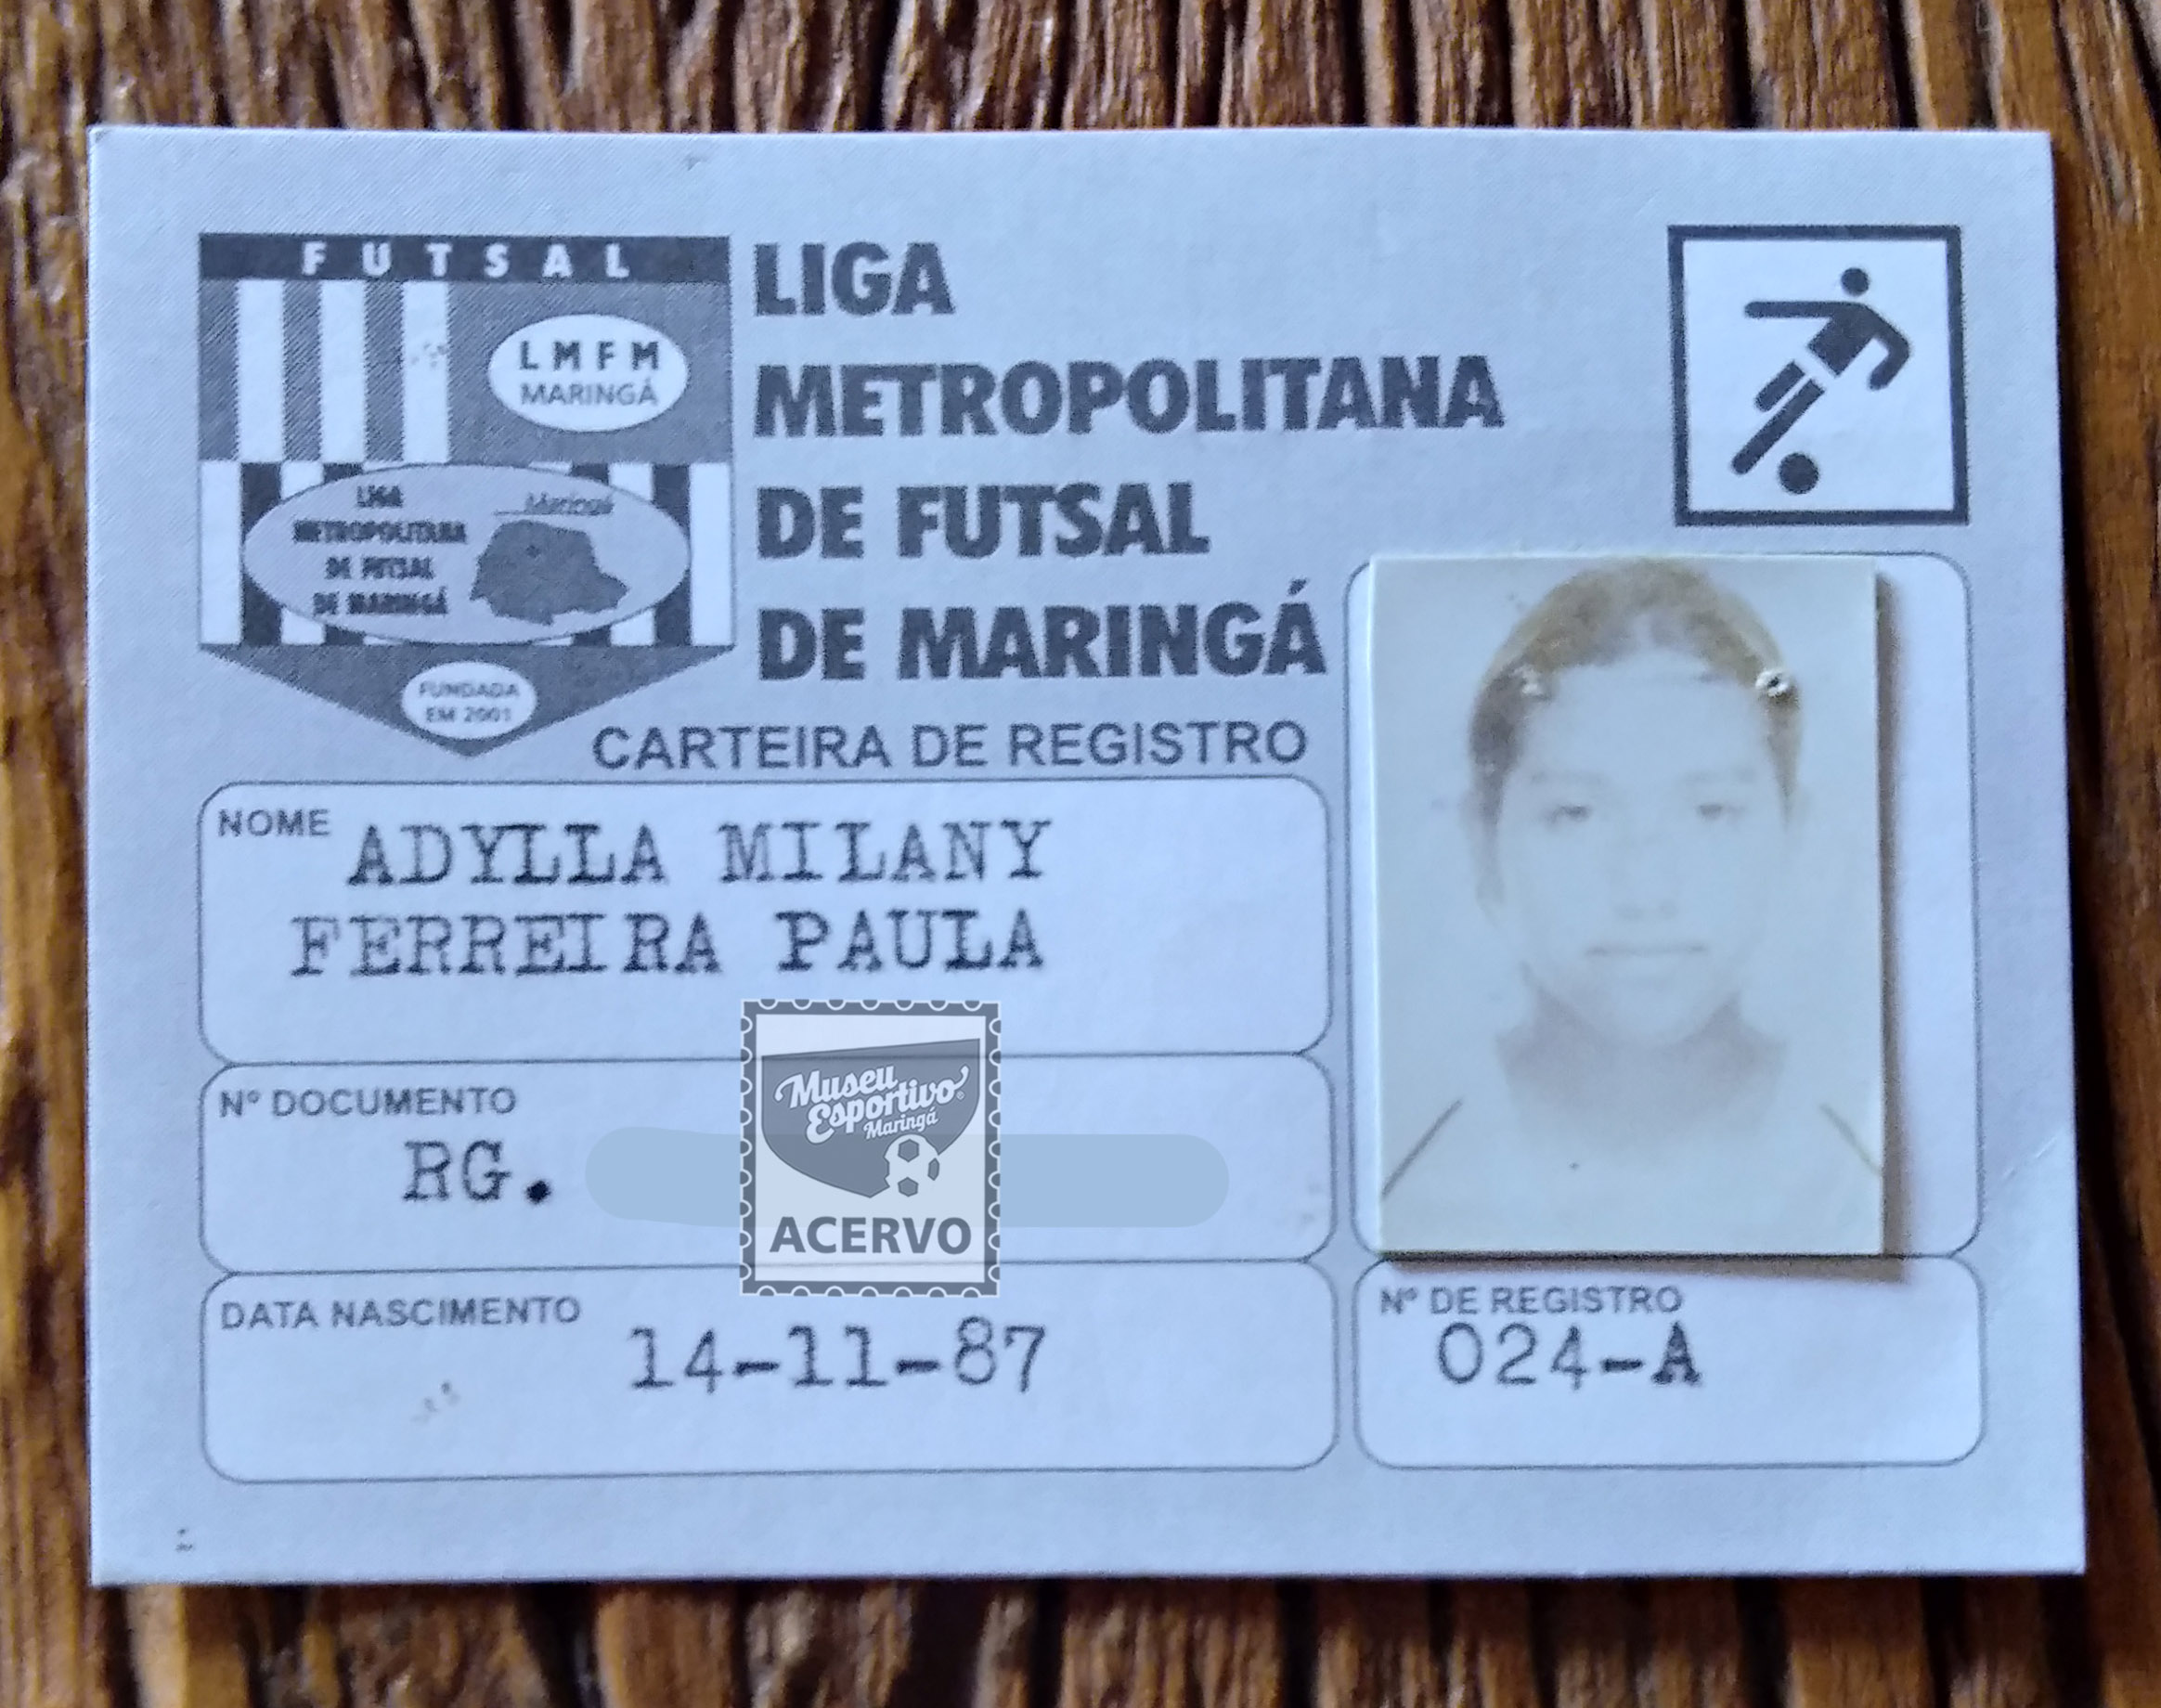 FUTSAL
LMFM
MARINGÁ
LIGA
METROPOLITANA
DE FUTSAL
DE MARINGÁ
Maringá
FUNDADA
EM 2001
LIGA
METROPOLITANA
DE FUTSAL
DE MARINGÁ
CARTEIRA DE REGISTRO
NOME ADYLLA MILANY
FERREIRA PAULA
Nº DOCUMENTO
RG.
Museu
Esportivo
Maringá
ACERVO
DATA NASCIMENTO
14-11-87
Nº DE REGISTRO
024-A